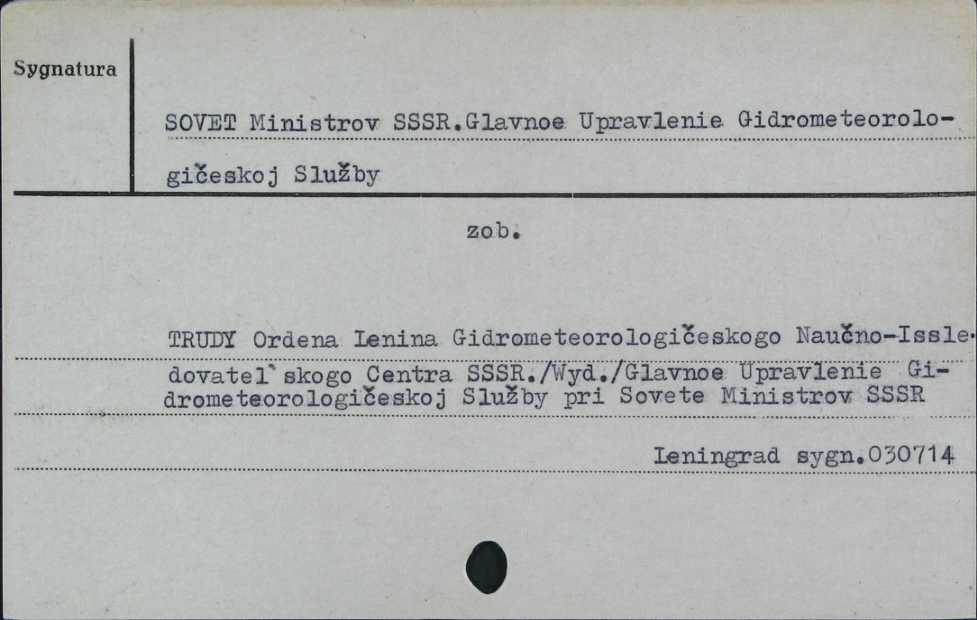 Sygnatura
SOVET Ministrov SSSR.Glavnoe Upravlenie Gidrometeorolo-
gičeskoj Služby
zob.
TRUDY Ordena Lenina Gidrometeorologičeskogo Naučno-Issle-
dovatel`skogo Centra SSSR./Wyd./Glavnoe Upravlenie Gi-
drometeorologičeskoj Služby pri Sovete Ministrov SSSR
Leningrad sygn.030714